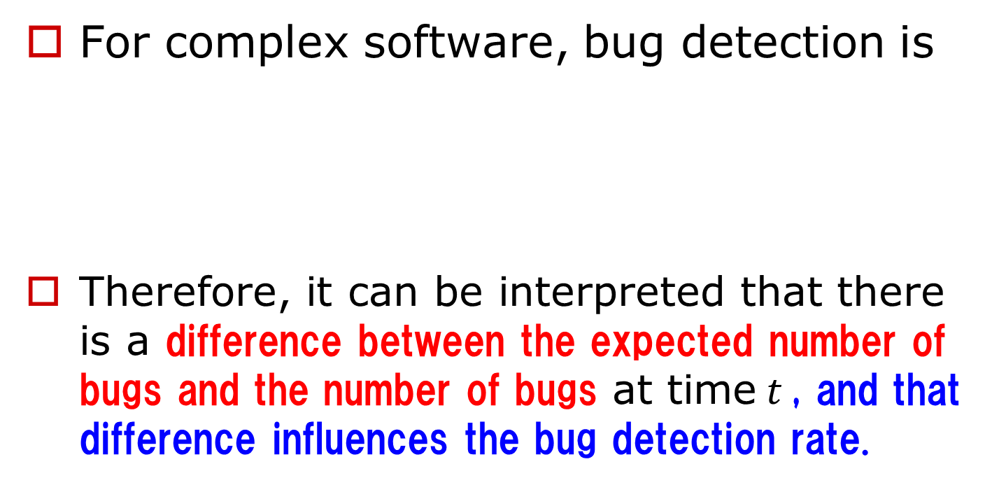 For complex software, bug detection is
Therefore, it can be interpreted that there
is a difference between the expected number of
bugs and the number of bugs at time t , and that
difference influences the bug detection rate.